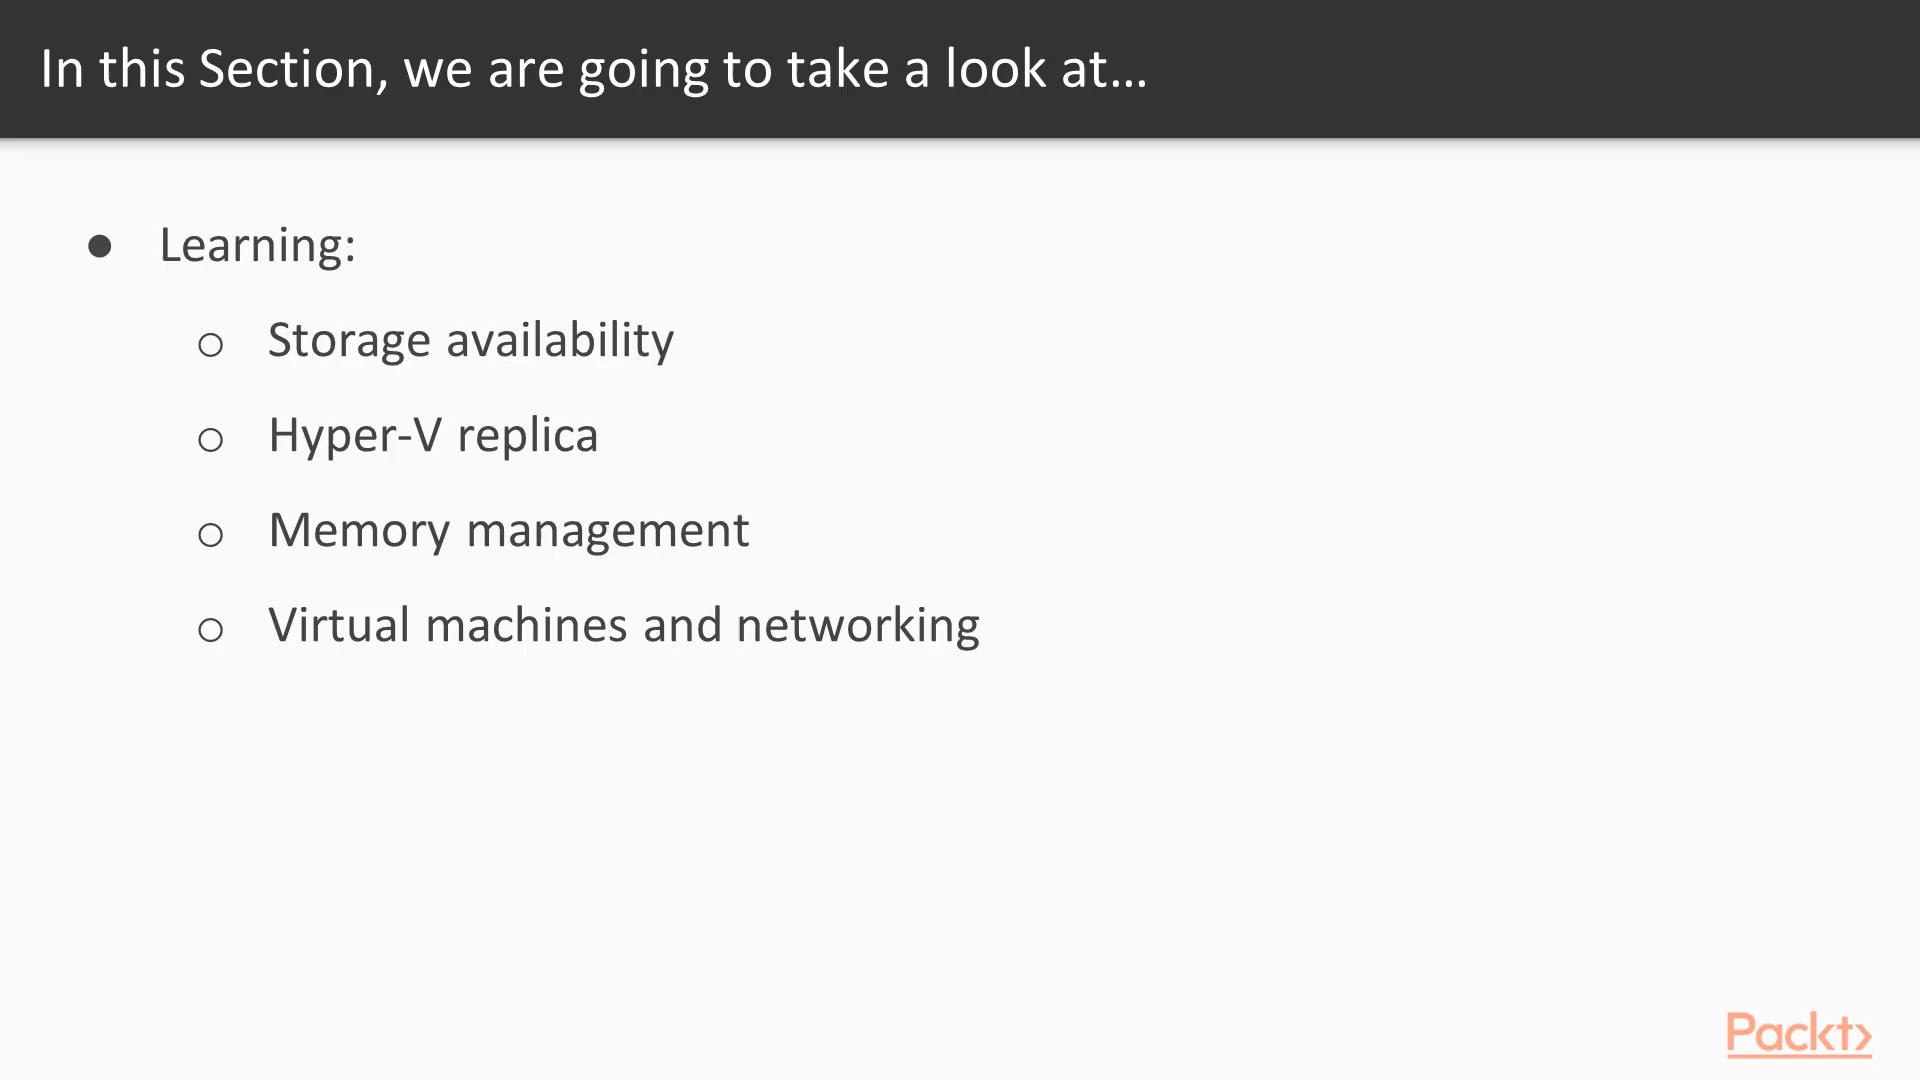 In this Section, we are going to take a look at...
● Learning:
○ Storage availability
○ Hyper-V replica
○ Memory management
○ Virtual machines and networking
Packt>